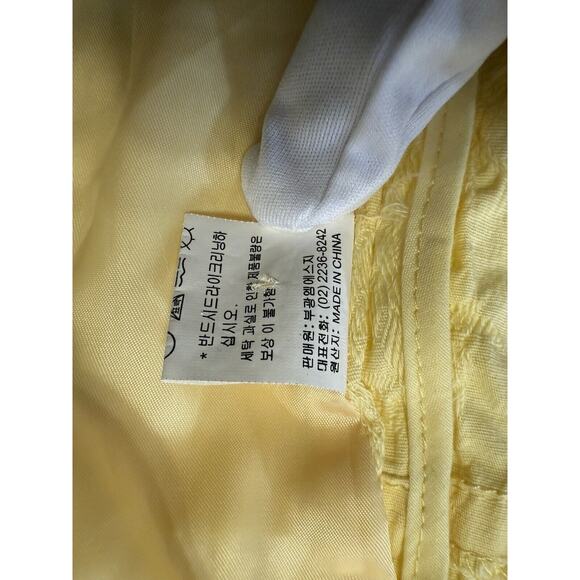 * 반드시드라이크리닝하
십시오.
세탁 과실로 인한 제품불량은
보상 이 불가함
판매원: 부광엠에스지
대표전화: (02) 2236-8242
원산지: MADE IN CHINA